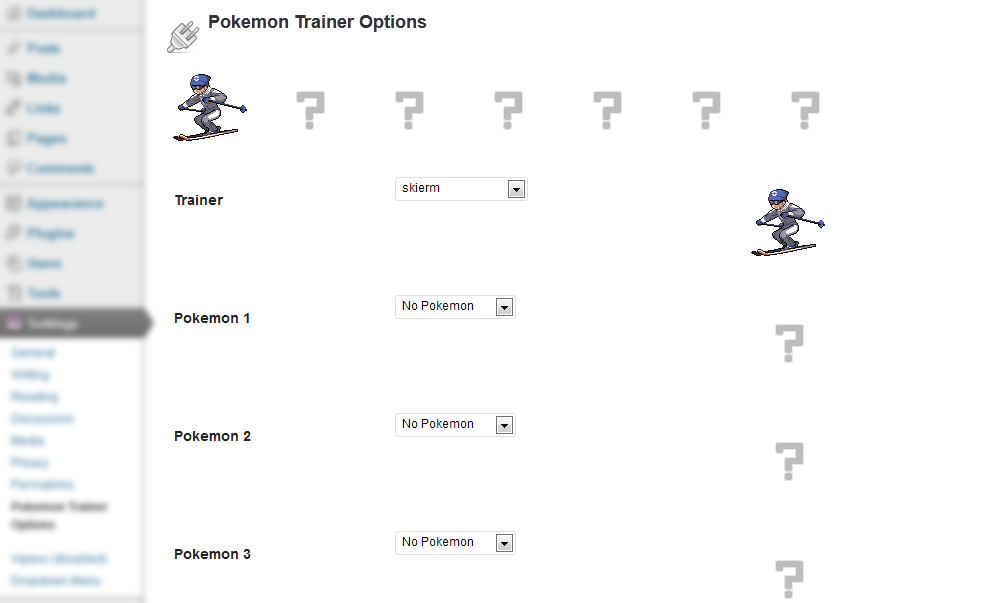 Dashboard
Pokemon Trainer Options
Posts
Media
Links
Pages
Comments
? ? ? ? ? ?
Appearance
Trainer
skierm
Plugins
Users
Tools
Settings
Pokemon 1
No Pokemon
?
General
Writing
Reading
Discussion
Media
Privacy
Permalinks
Pokemon Trainer
Options
Pokemon 2
No Pokemon
?
Dropdown Menu
Pokemon 3
No Pokemon
?